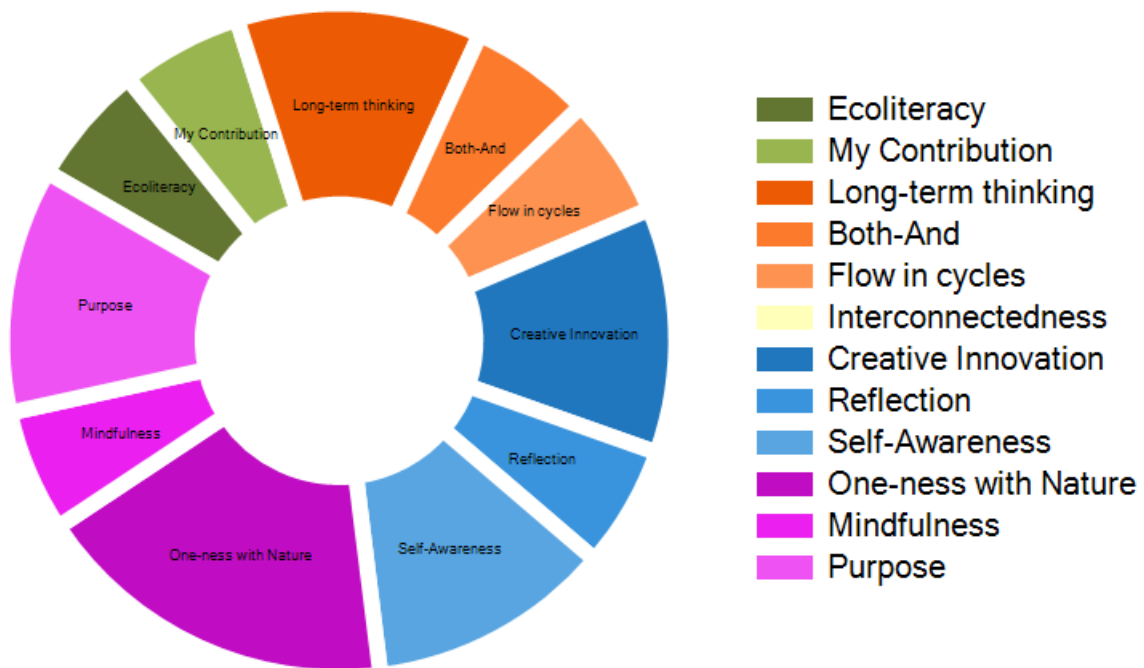 Long-term thinking
My Contribution
Both-And
Ecoliteracy
Flow in cycles
Purpose
Creative Innovation
Mindfulness
Reflection
Self-Awareness
One-ness with Nature
Ecoliteracy
My Contribution
Long-term thinking
Both-And
Flow in cycles
Interconnectedness
Creative Innovation
Reflection
Self-Awareness
One-ness with Nature
Mindfulness
Purpose